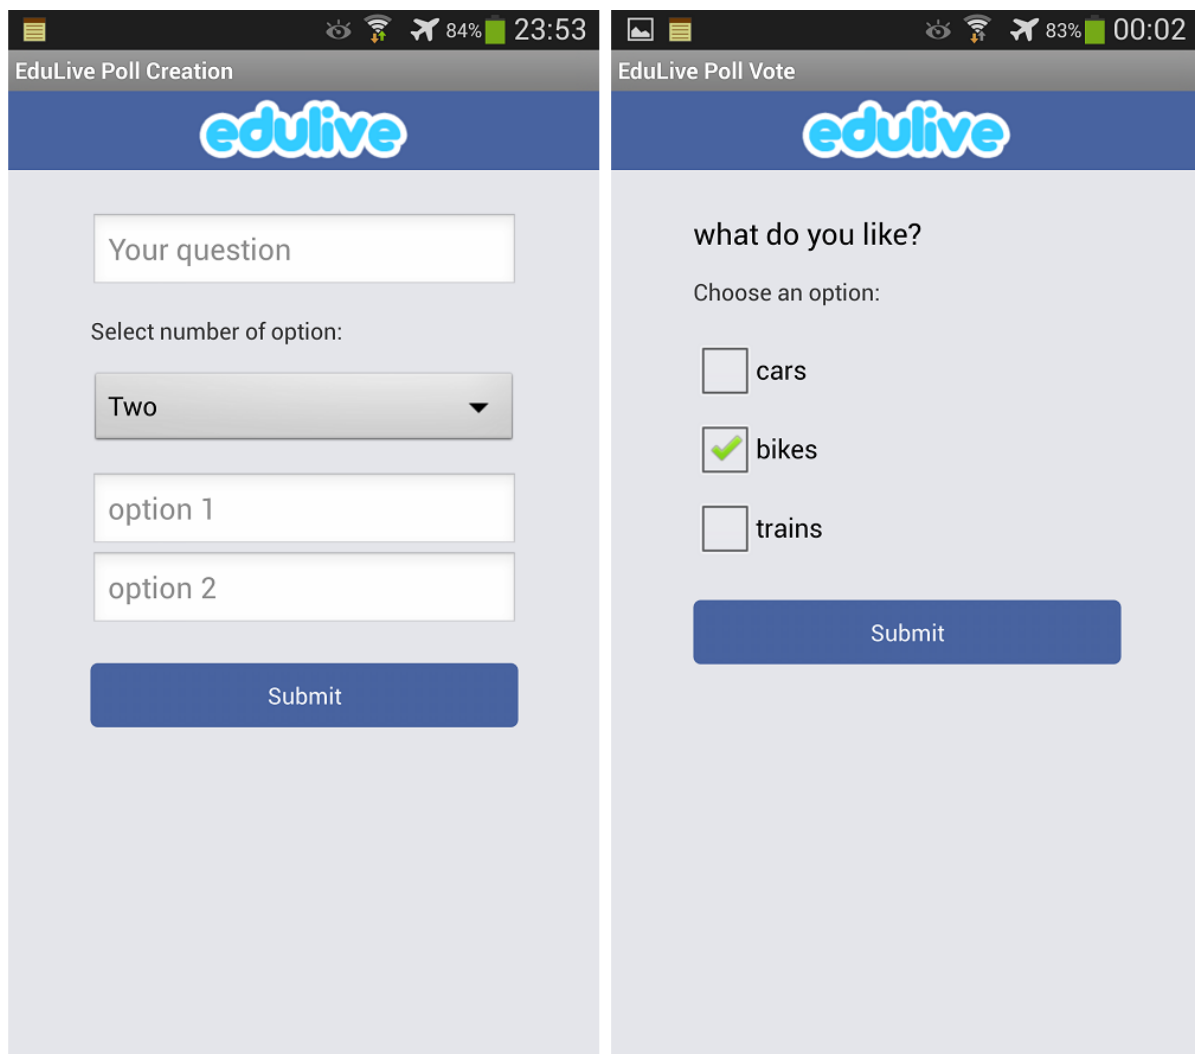 84% 23:53
EduLive Poll Creation
edulive
Your question
Select number of option:
Two
option 1
option 2
Submit
83% 00:02
EduLive Poll Vote
edulive
what do you like?
Choose an option:
cars
bikes
trains
Submit